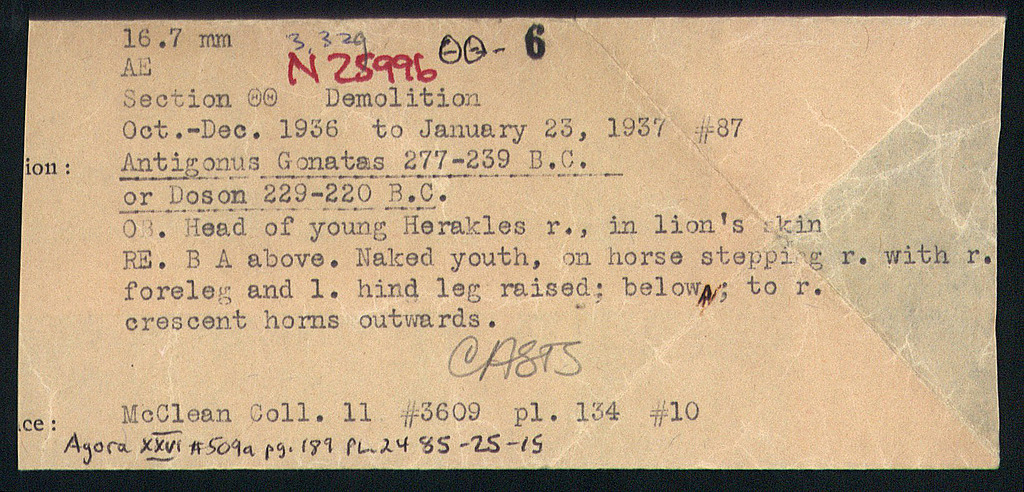 16.7 mm 3.329 ΘΘ- 6
AE N 25996
Section ΘΘ Demolition
Oct.-Dec. 1936 to January 23, 1937 #87
ion: Antigonus Gonatas 277-239 B.C.
or Doson 229-220 B.C.
OB. Head of young Herakles r., in lion's skin
RE. B A above. Naked youth, on horse stepping r. with r.
foreleg and l. hind leg raised; below ; to r.
crescent horns outwards.
CASTS
ce: McClean Coll. 11 #3609 pl. 134 #10
Agora XXVI #509a pg. 189 PL. 24 85-25-15